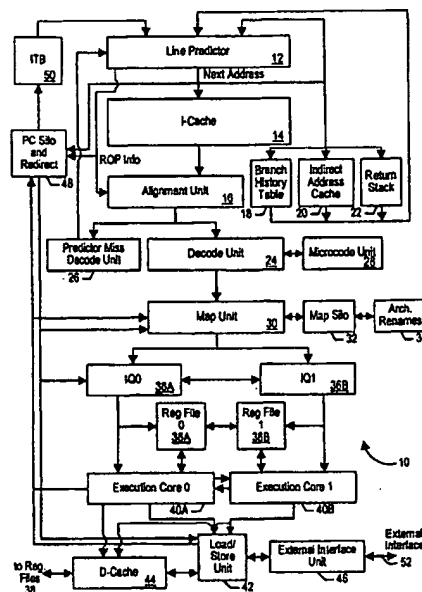 ITB
50
Line Predictor
12
Next Address
I-Cache
14
PC Silo
and
Redirect
48
ROP Info
Alignment Unit
16
Branch
History
Table
18
Indirect
Address
Cache
20
Return
Stack
22
Predictor Miss
Decode Unit
26
Decode Unit
24
Microcode Unit
28
Map Unit
30
Map Silo
32
Arch.
Renames
IQ0
36A
IQ1
36B
Reg File
0
38A
Reg File
1
38B
10
Execution Core 0
40A
Execution Core 1
40B
to Reg
Files
38
D-Cache
44
Load/
Store
Unit
42
External Interface
Unit
46
External
Interface
52